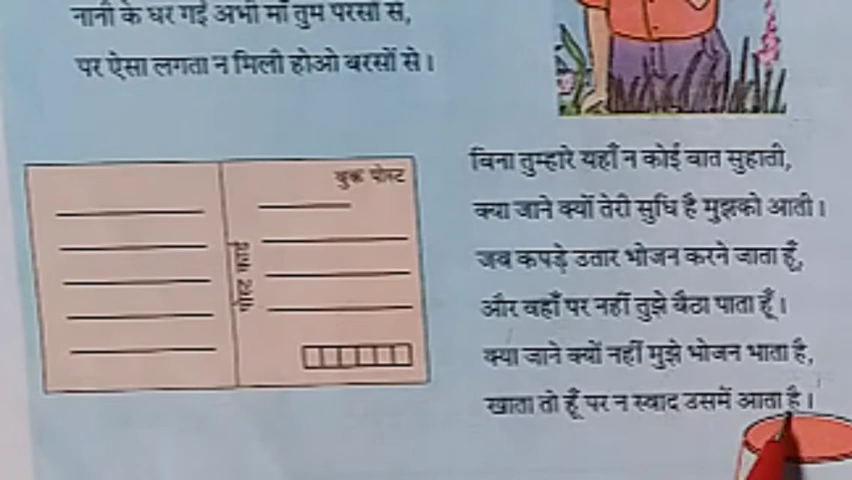 नानी के घर गई अभी माँ तुम परसों से,
पर ऐसा लगता न मिली होओ बरसों से।
बुक पोस्ट
पोस्ट कार्ड
बिना तुम्हारे यहाँ न कोई बात सुहाती,
क्या जाने क्यों तेरी सुधि है मुझको आती।
जब कपड़े उतार भोजन करने जाता हूँ,
और वहाँ पर नहीं तुझे बैठा पाता हूँ।
क्या जाने क्यों नहीं मुझे भोजन भाता है,
खाता तो हूँ पर न स्वाद उसमें आता है।